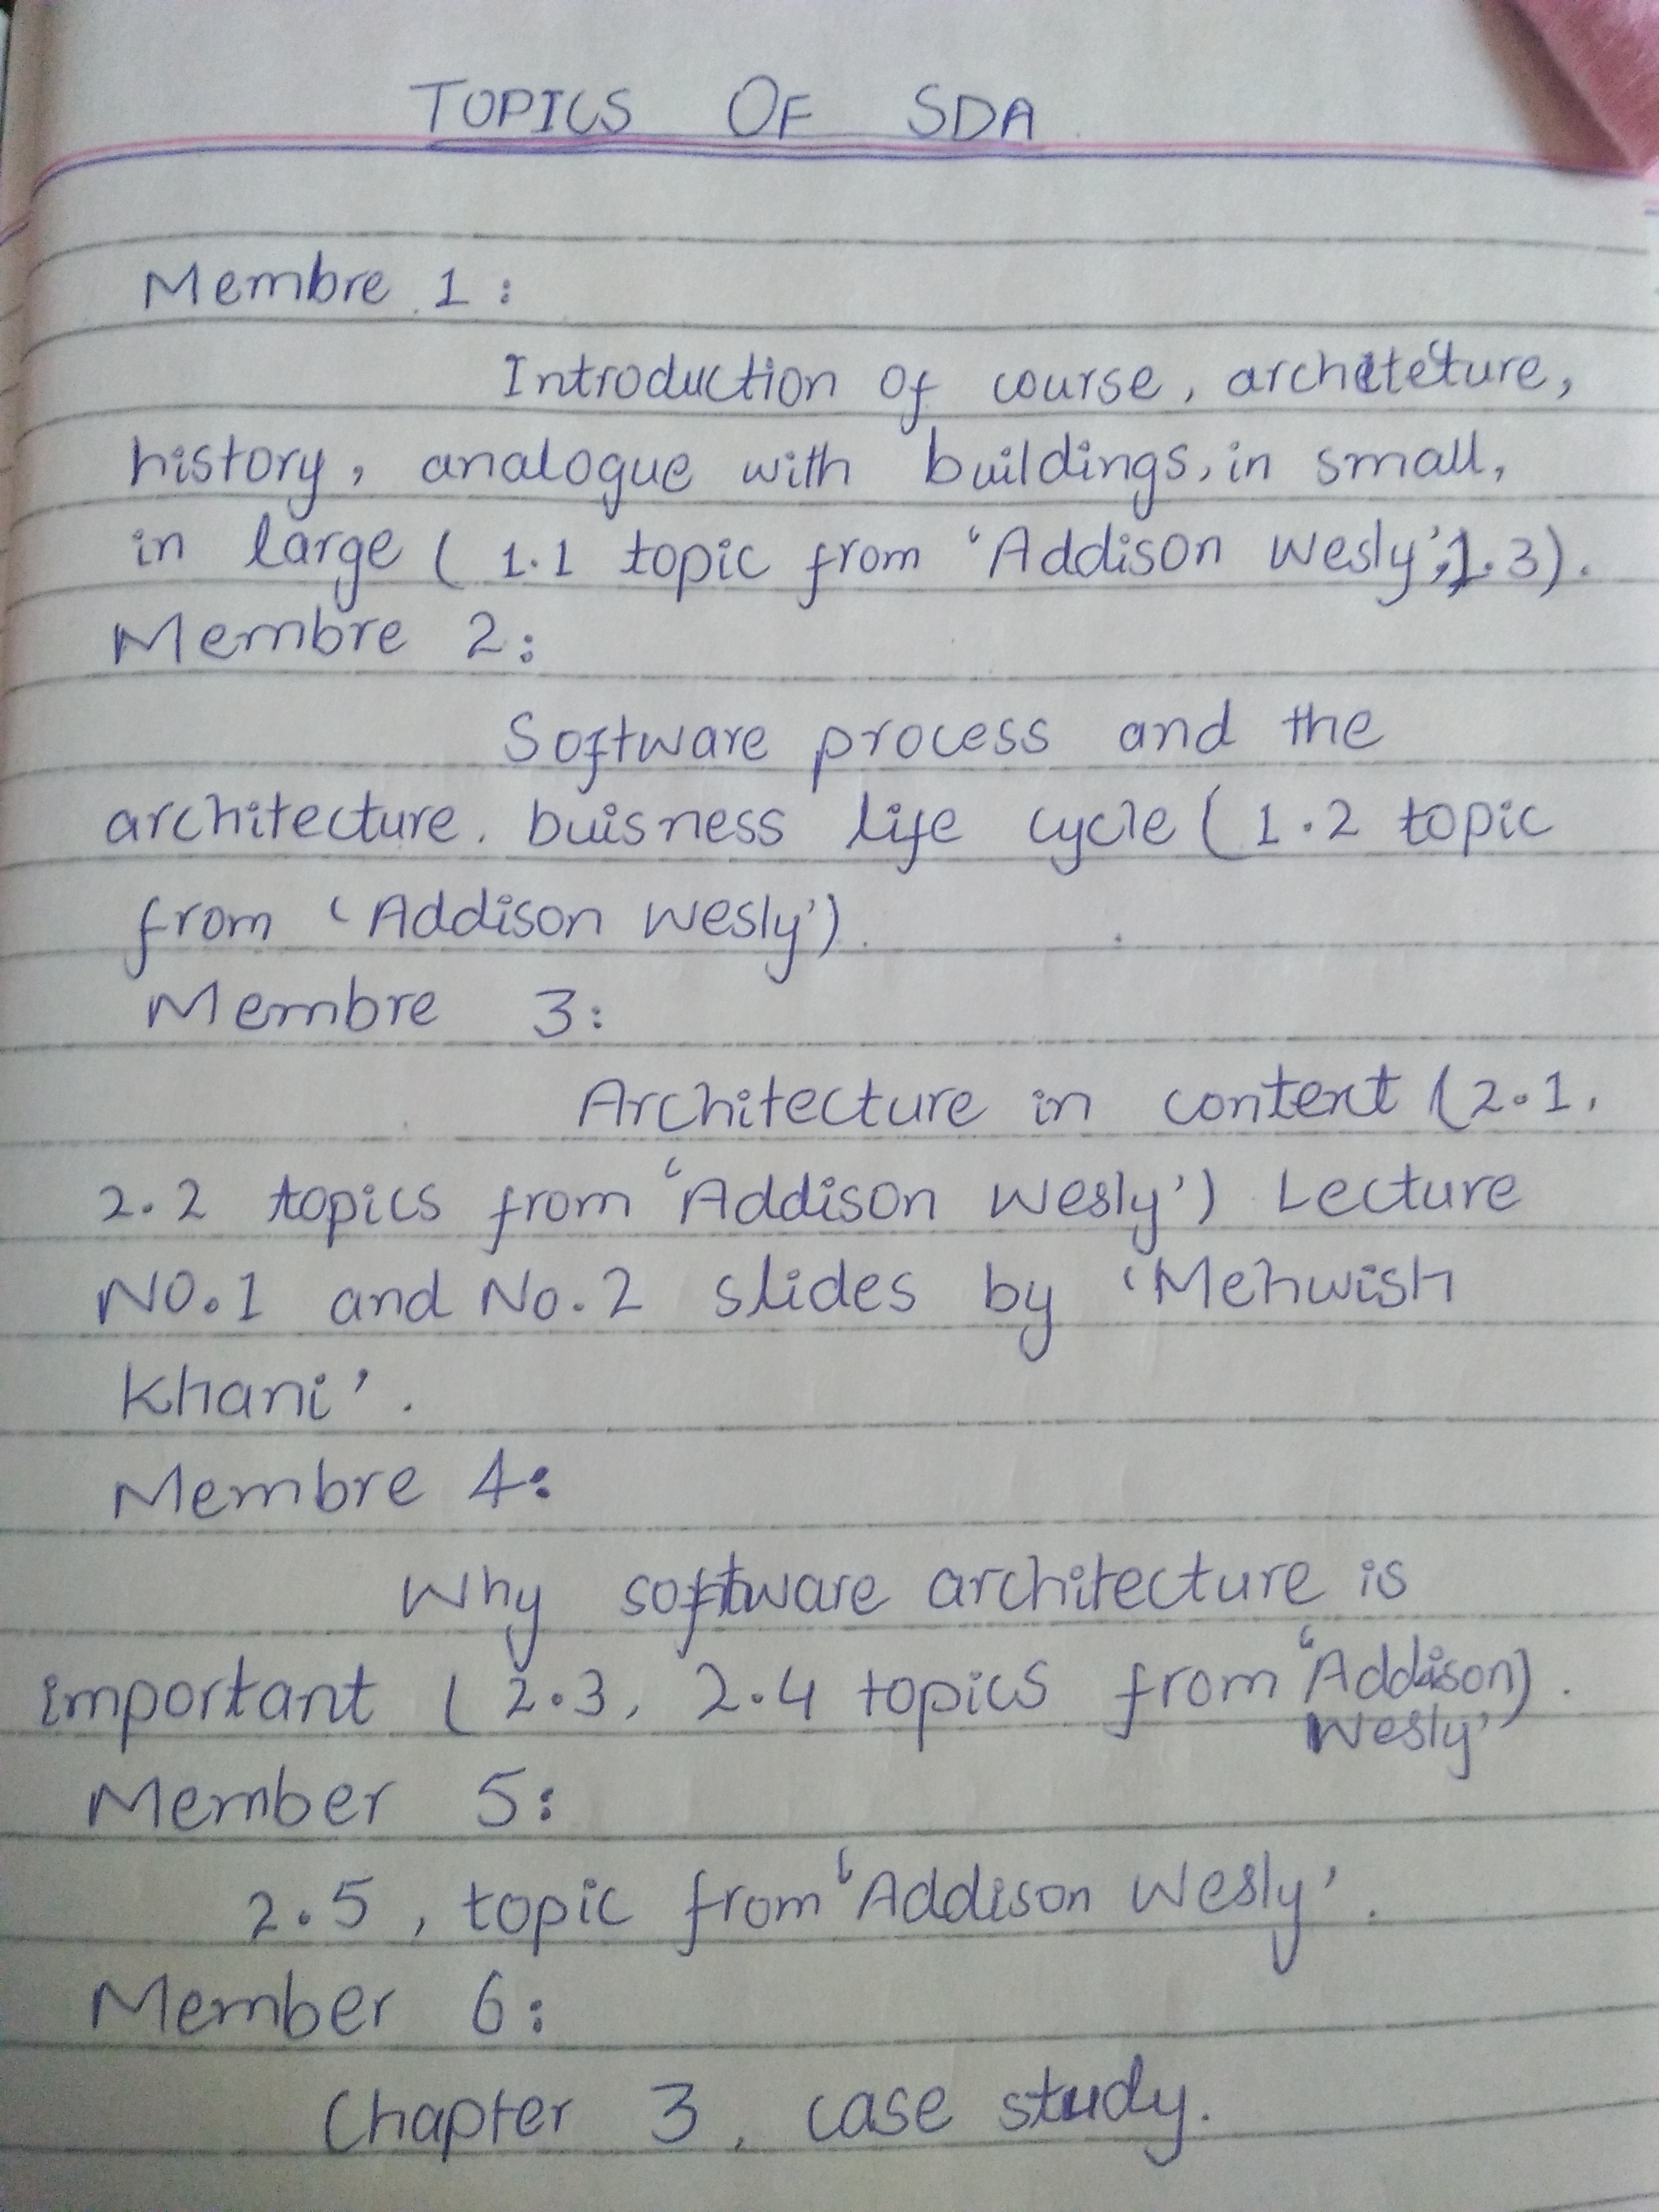 TOPICS OF SDA
Membre 1:
Introduction of course, architecture,
history, analogue with buildings, in small,
in large ( 1.1 topic from 'Addison Wesly', 1.3).
Membre 2:
Software process and the
architecture. buisness life cycle ( 1.2 topic
from 'Addison Wesly').
Membre 3:
Architecture in context (2.1,
2.2 topics from 'Addison Wesly') Lecture
NO.1 and No.2 slides by 'Mehwish
Khani'.
Membre 4:
Why software architecture is
important ( 2.3, 2.4 topics from 'Addison).
Wesly'
Member 5:
2.5, topic from 'Addison Wesly'.
Member 6:
Chapter 3, case study.